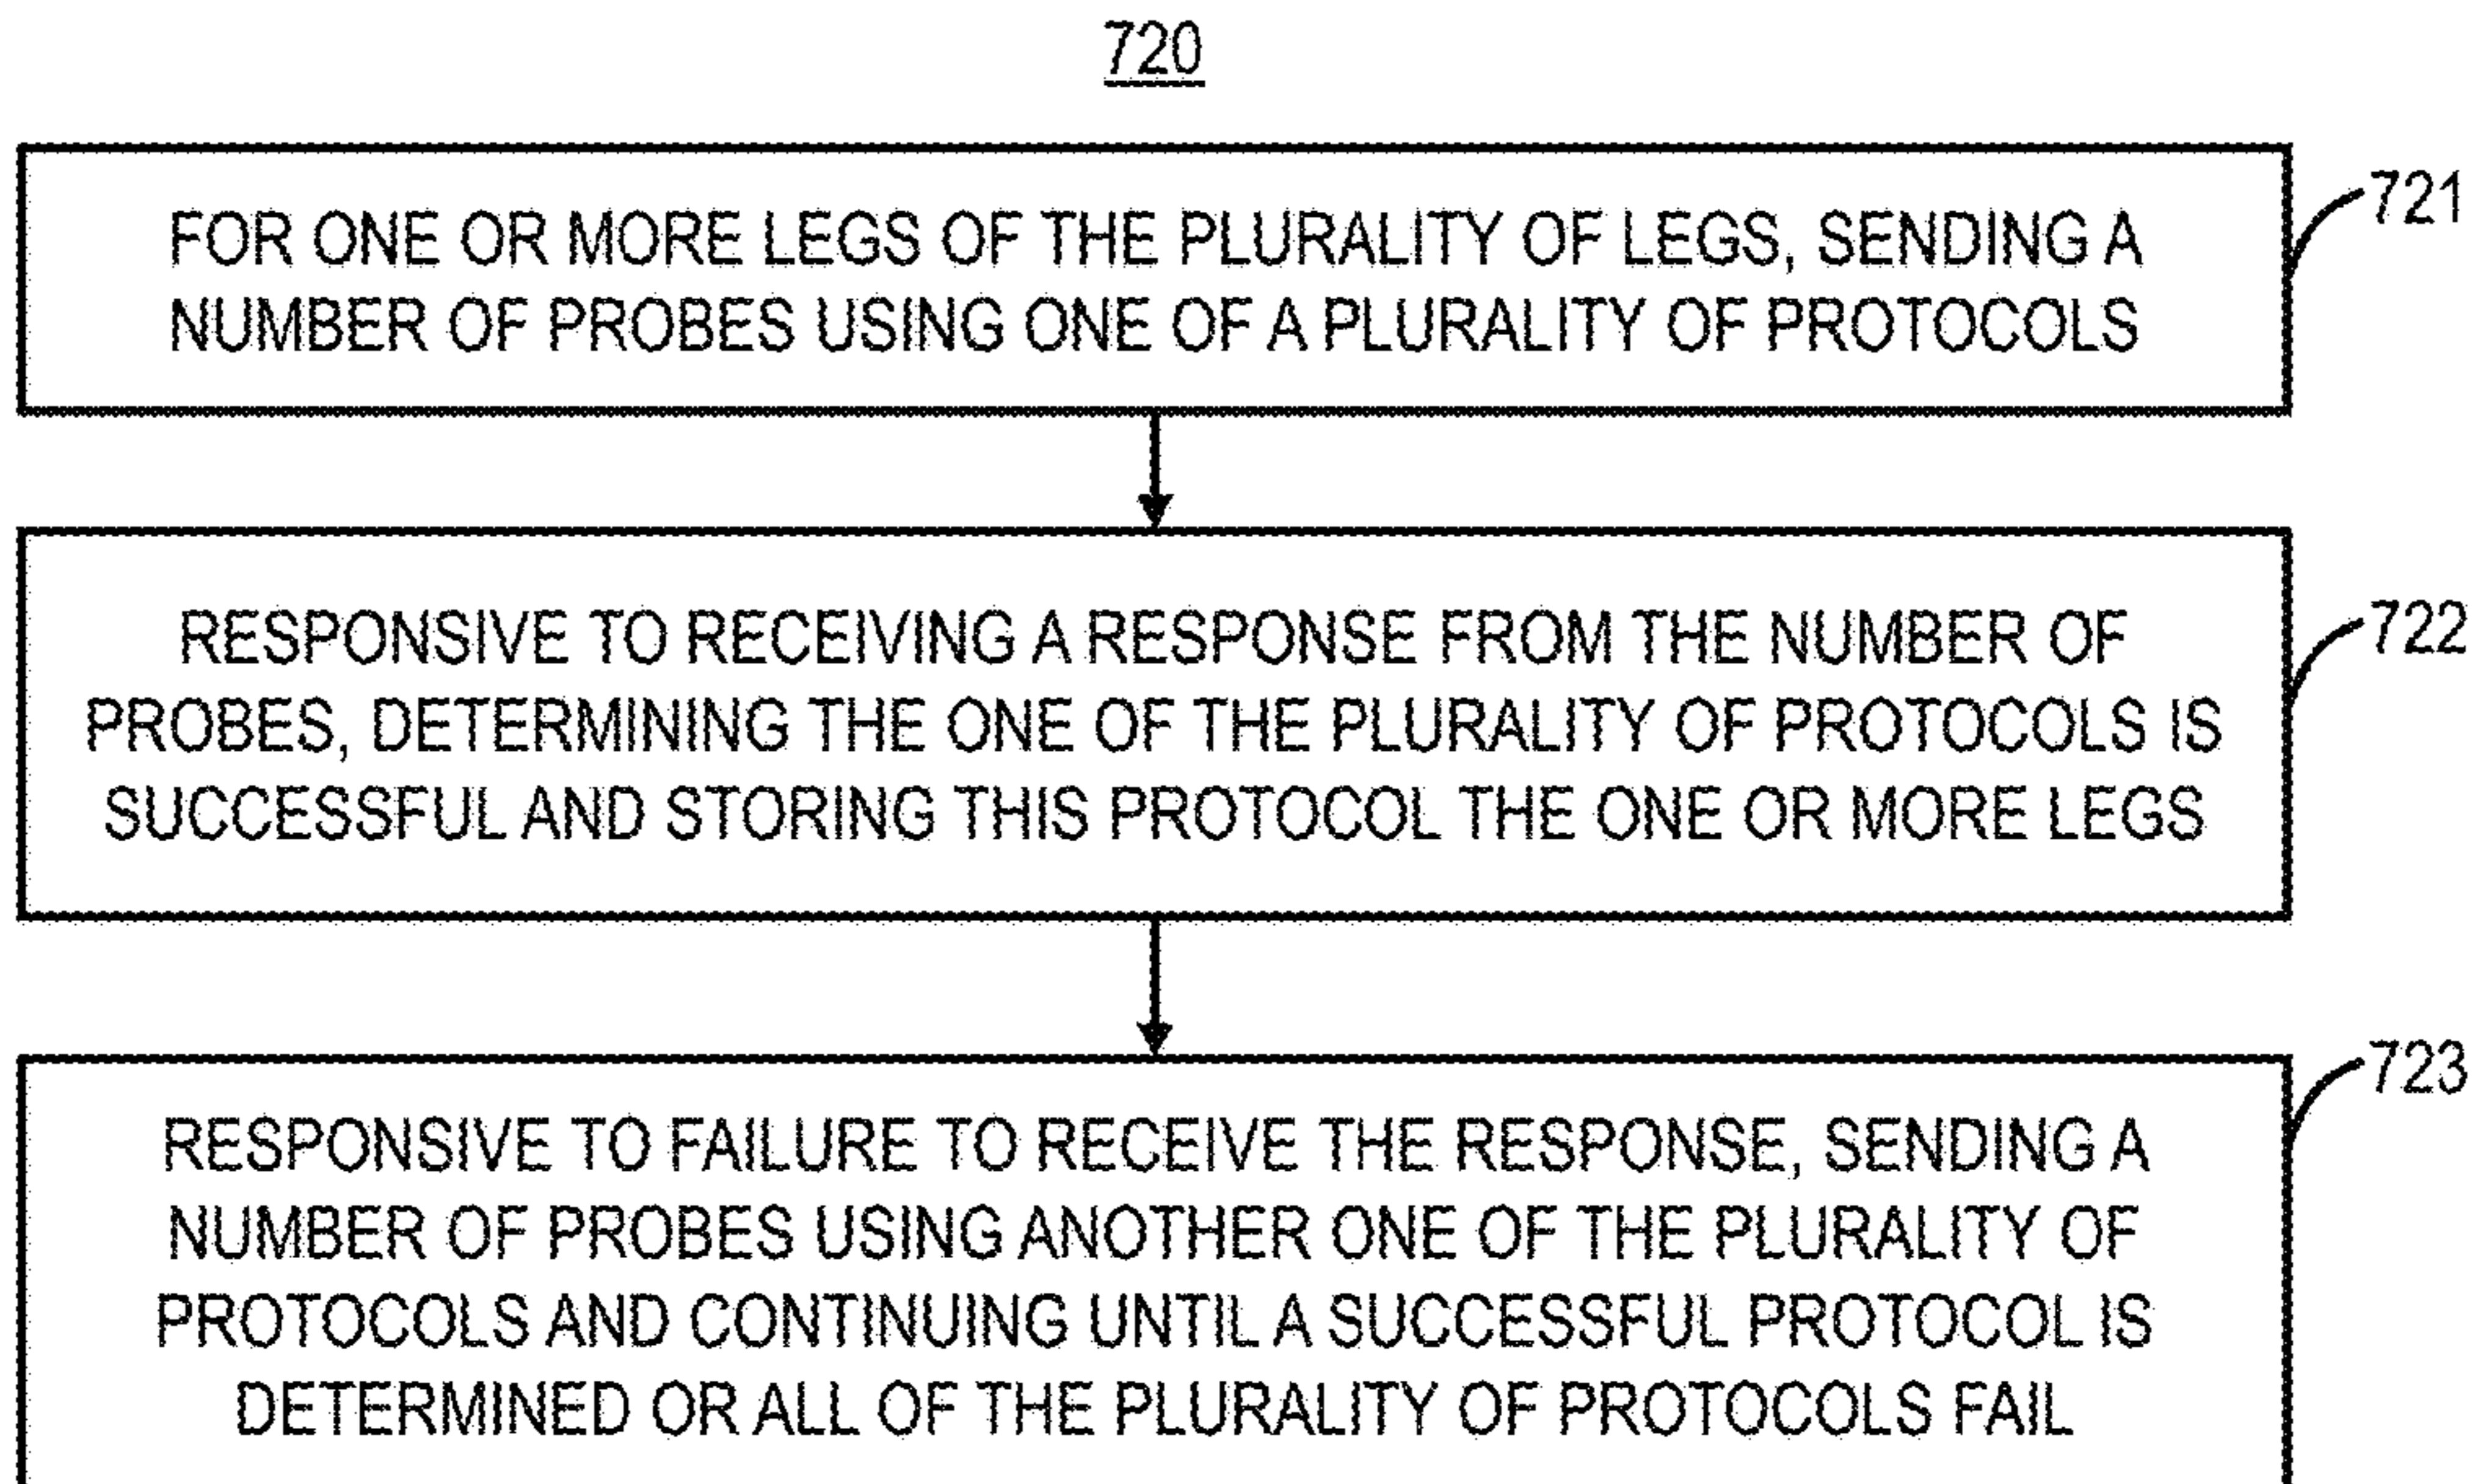 720
FOR ONE OR MORE LEGS OF THE PLURALITY OF LEGS, SENDING A
NUMBER OF PROBES USING ONE OF A PLURALITY OF PROTOCOLS
721
RESPONSIVE TO RECEIVING A RESPONSE FROM THE NUMBER OF
PROBES, DETERMINING THE ONE OF THE PLURALITY OF PROTOCOLS IS
SUCCESSFUL AND STORING THIS PROTOCOL THE ONE OR MORE LEGS
722
RESPONSIVE TO FAILURE TO RECEIVE THE RESPONSE, SENDING A
NUMBER OF PROBES USING ANOTHER ONE OF THE PLURALITY OF
PROTOCOLS AND CONTINUING UNTIL A SUCCESSFUL PROTOCOL IS
DETERMINED OR ALL OF THE PLURALITY OF PROTOCOLS FAIL
723